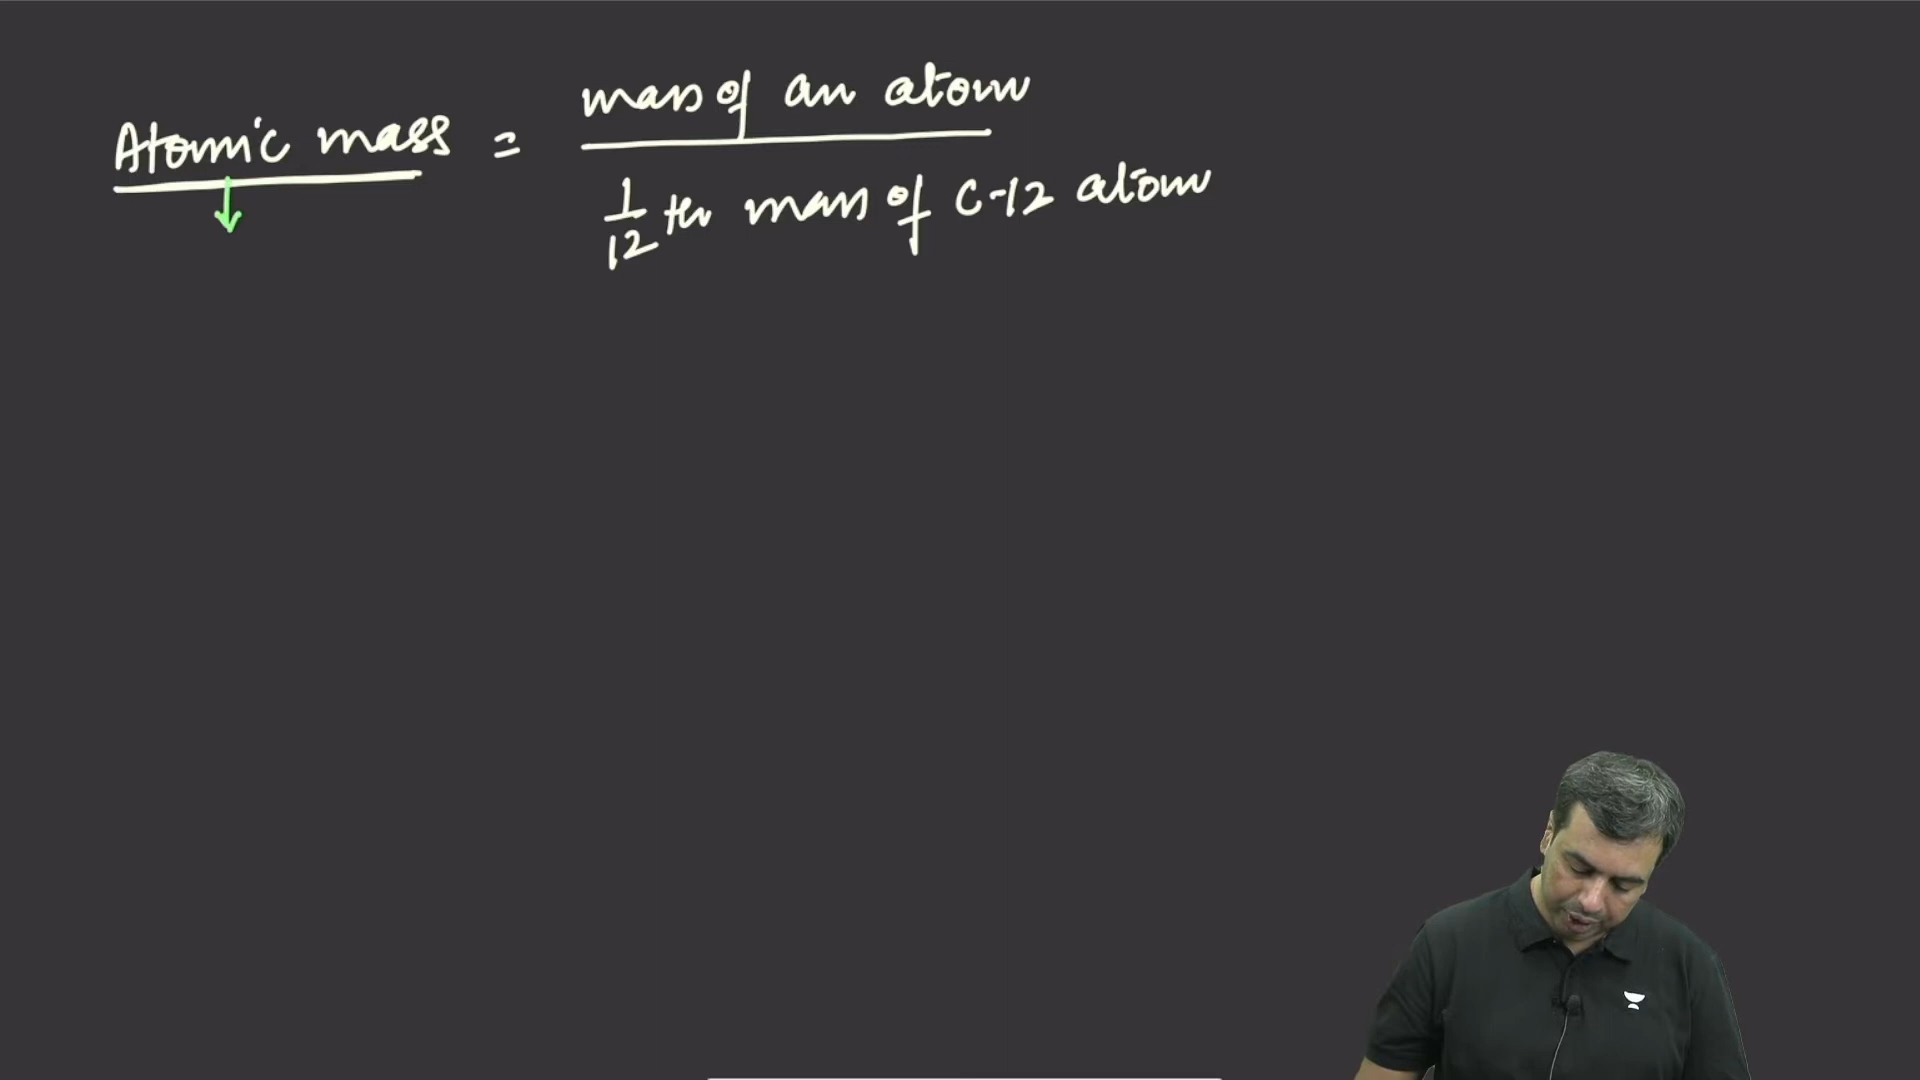 mass of an atom
Atomic mass =
1/12 th mass of C-12 atom